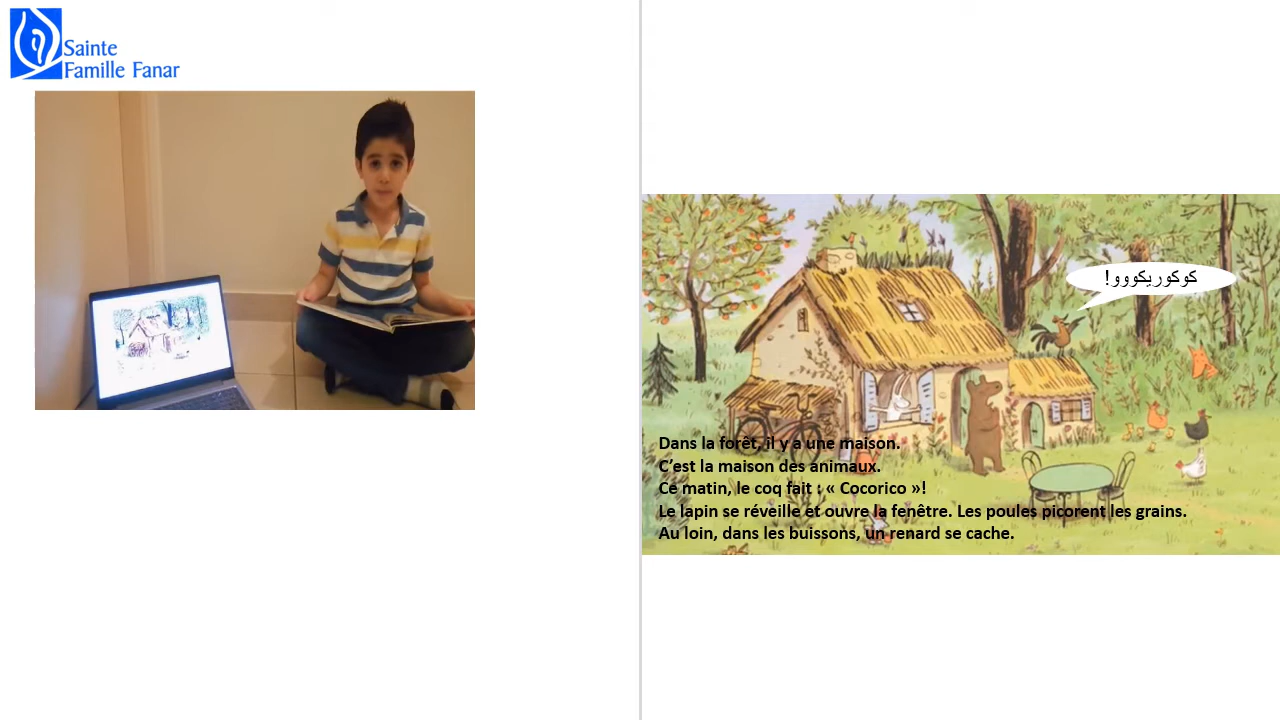 Sainte
Famille Fanar
كوكوريكووو!
Dans la forêt, il y a une maison.
C’est la maison des animaux.
Ce matin, le coq fait : « Cocorico »!
Le lapin se réveille et ouvre la fenêtre. Les poules picorent les grains.
Au loin, dans les buissons, un renard se cache.